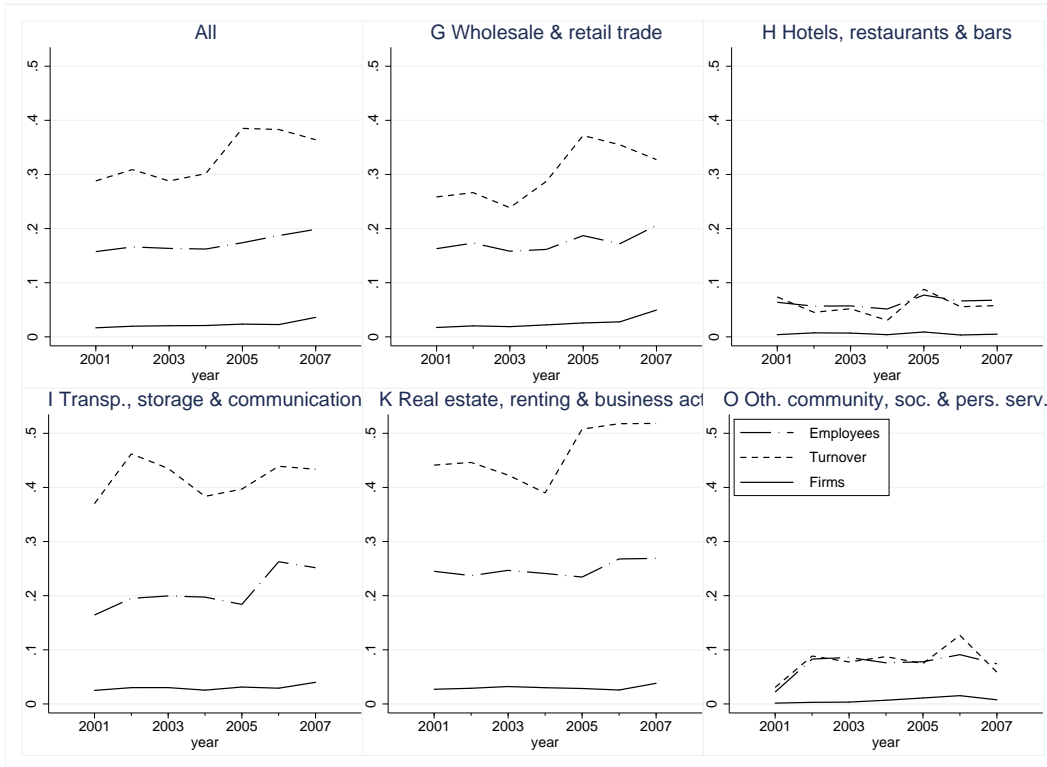 All
.5
.4
.3
.2
.1
0
2001 2003 2005 2007
year
G Wholesale & retail trade
.5
.4
.3
.2
.1
0
2001 2003 2005 2007
year
H Hotels, restaurants & bars
.5
.4
.3
.2
.1
0
2001 2003 2005 2007
year
I Transp., storage & communication
.5
.4
.3
.2
.1
0
2001 2003 2005 2007
year
K Real estate, renting & business act
.5
.4
.3
.2
.1
0
2001 2003 2005 2007
year
O Oth. community, soc. & pers. serv.
Employees
Turnover
Firms
.5
.4
.3
.2
.1
0
2001 2003 2005 2007
year